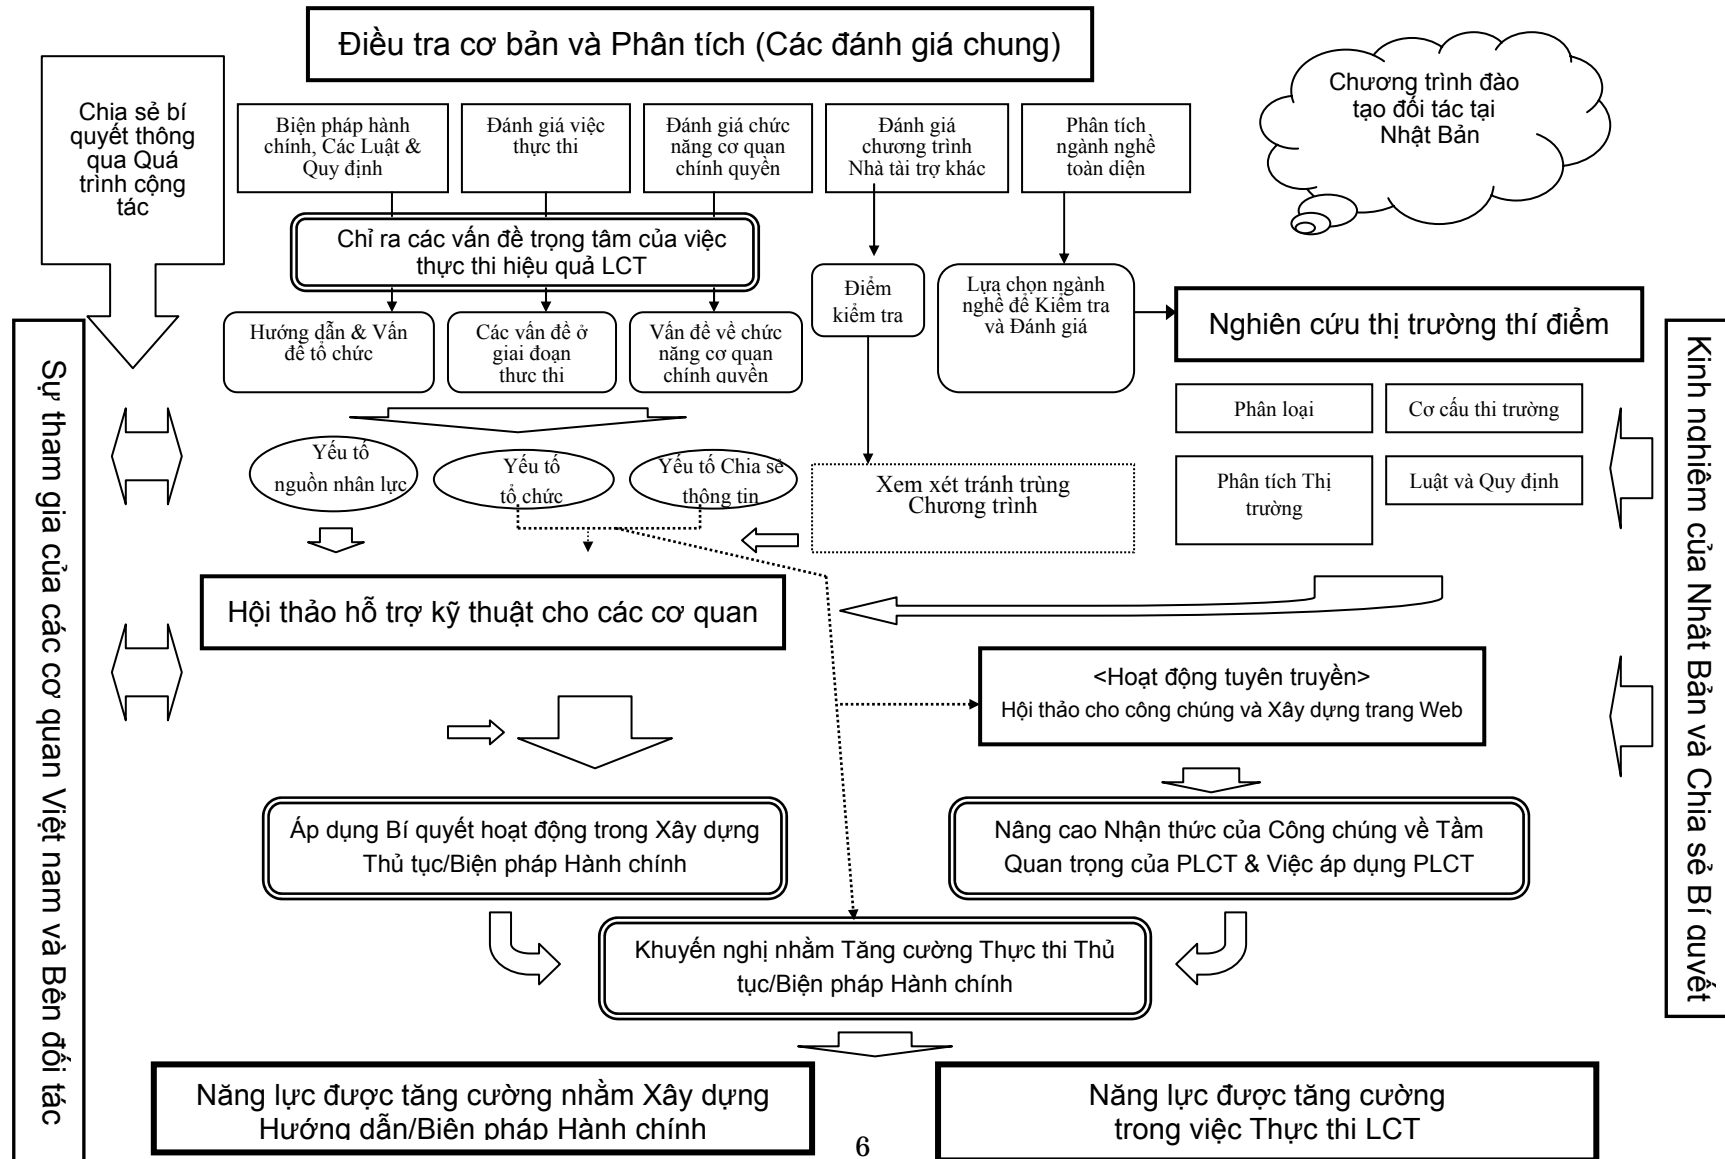 Điều tra cơ bản và Phân tích (Các đánh giá chung)
Chia sẻ bí
quyết thông
qua Quá
trình cộng
tác
Chương trình đào
tạo đối tác tại
Nhật Bản
Biện pháp hành
chính, Các Luật &
Quy định
Đánh giá việc
thực thi
Đánh giá chức
năng cơ quan
chính quyền
Đánh giá
chương trình
Nhà tài trợ khác
Phân tích
ngành nghề
toàn diện
Chỉ ra các vấn đề trọng tâm của việc
thực thi hiệu quả LCT
Điểm
kiểm tra
Lựa chọn ngành
nghề để Kiểm tra
và Đánh giá
Nghiên cứu thị trường thí điểm
Hướng dẫn & Vấn
đề tổ chức
Các vấn đề ở
giai đoạn
thực thi
Vấn đề về chức
năng cơ quan
chính quyền
Phân loại
Cơ cấu thi trường
Phân tích Thị
trường
Luật và Quy định
Yếu tố
nguồn nhân lực
Yếu tố
tổ chức
Yếu tố Chia sẻ
thông tin
Xem xét tránh trùng
Chương trình
Hội thảo hỗ trợ kỹ thuật cho các cơ quan
<Hoạt động tuyên truyền>
Hội thảo cho công chúng và Xây dựng trang Web
Áp dụng Bí quyết hoạt động trong Xây dựng
Thủ tục/Biện pháp Hành chính
Nâng cao Nhận thức của Công chúng về Tầm
Quan trọng của PLCT & Việc áp dụng PLCT
Khuyến nghị nhằm Tăng cường Thực thi Thủ
tục/Biện pháp Hành chính
Sự tham gia của các cơ quan Việt nam và Bên đối tác
Kinh nghiệm của Nhật Bản và Chia sẻ Bí quyết
Năng lực được tăng cường nhằm Xây dựng
Hướng dẫn/Biện pháp Hành chính
Năng lực được tăng cường
trong việc Thực thi LCT
6